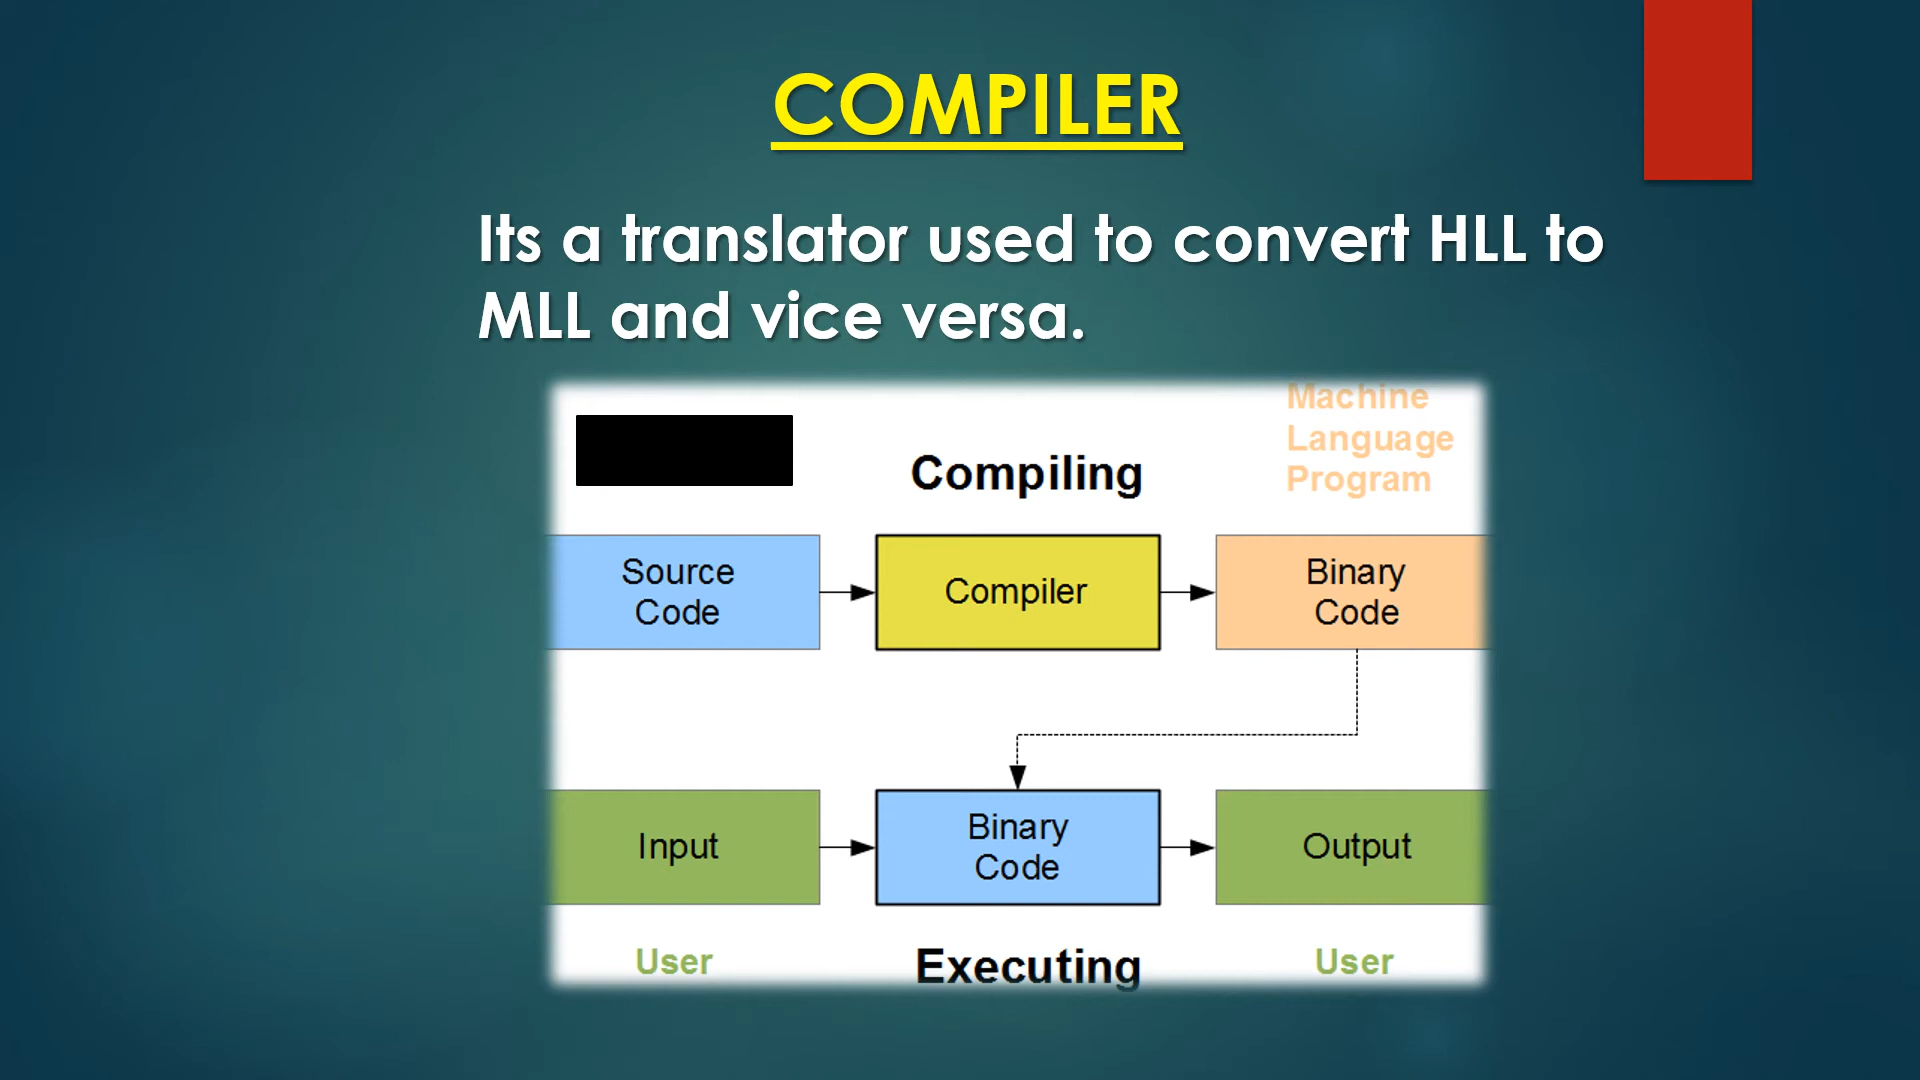 COMPILER
Its a translator used to convert HLL to
MLL and vice versa.
Machine
Language
Program
Compiling
Source
Code
Compiler
Binary
Code
Input
Binary
Code
Output
User
Executing
User